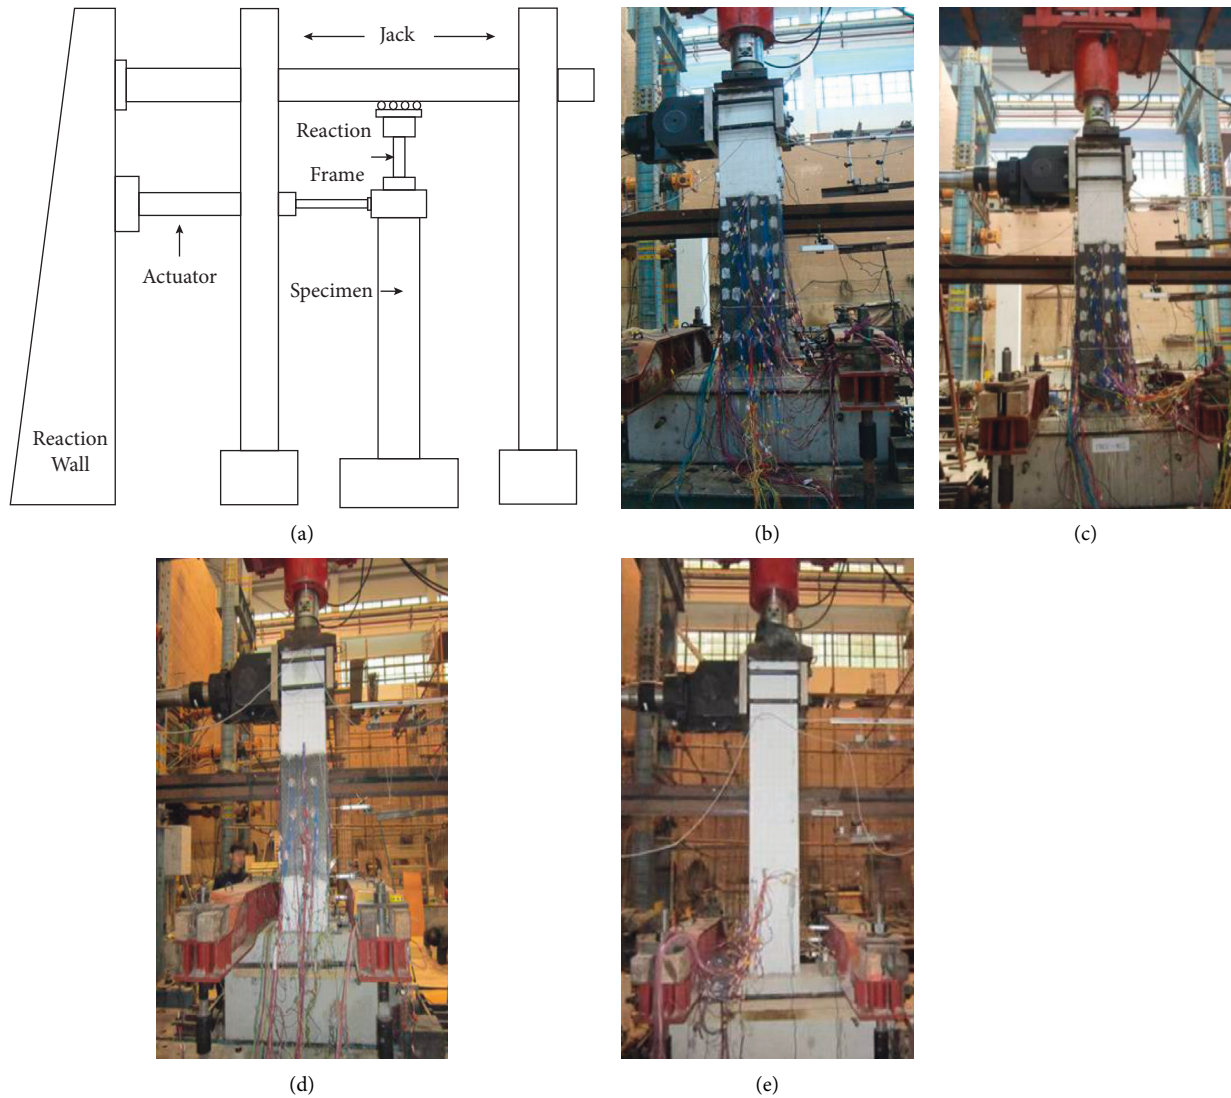 Jack
Reaction
Frame
Actuator
Specimen
Reaction
Wall
(a)
(b)
(c)
(d)
(e)